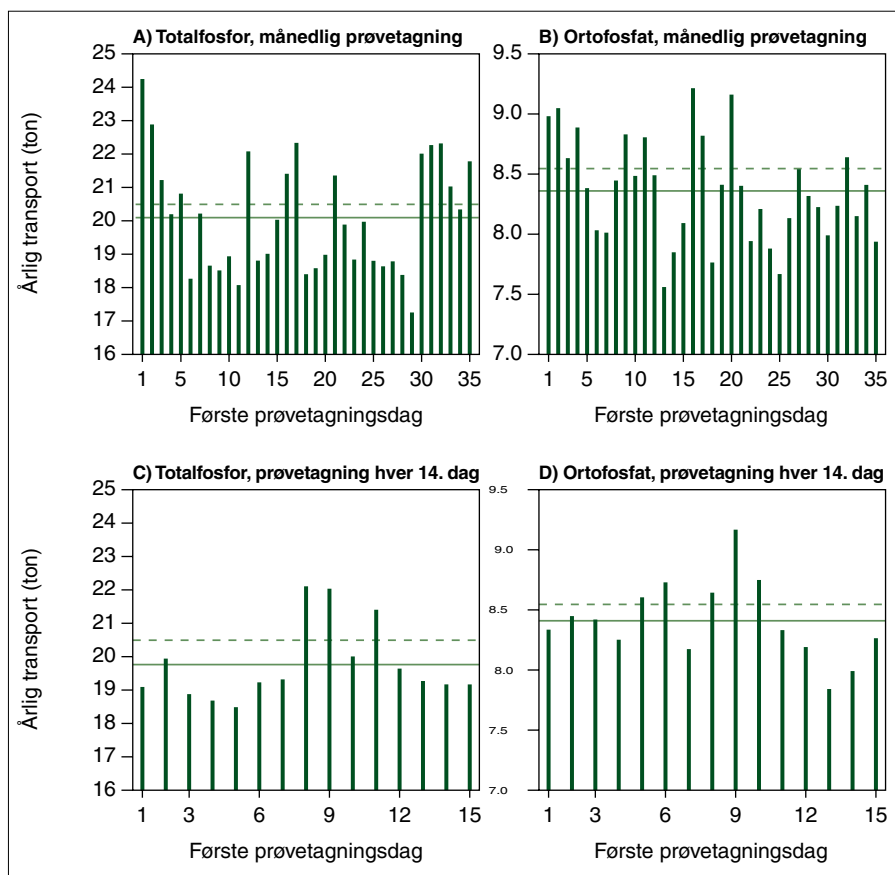 A) Totalfosfor, månedlig prøvetagning
25
24
23
22
21
20
19
18
17
16
1 5 10 15 20 25 30 35
Årlig transport (ton)
Første prøvetagningsdag
B) Ortofosfat, månedlig prøvetagning
9.5
9.0
8.5
8.0
7.5
7.0
1 5 10 15 20 25 30 35
Første prøvetagningsdag
C) Totalfosfor, prøvetagning hver 14. dag
25
24
23
22
21
20
19
18
17
16
1 3 6 9 12 15
Årlig transport (ton)
Første prøvetagningsdag
D) Ortofosfat, prøvetagning hver 14. dag
9.5
9.0
8.5
8.0
7.5
7.0
1 3 6 9 12 15
Første prøvetagningsdag